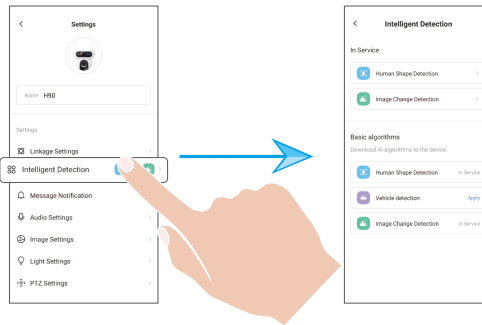 Settings
Name H90
Settings
Linkage Settings
Intelligent Detection
Message Notification
Audio Settings
Image Settings
Light Settings
PTZ Settings
Intelligent Detection
In Service
Human Shape Detection
Image Change Detection
Basic algorithms
Download AI algorithms to the device.
Human Shape Detection In Service
Vehicle detection Apply
Image Change Detection In Service